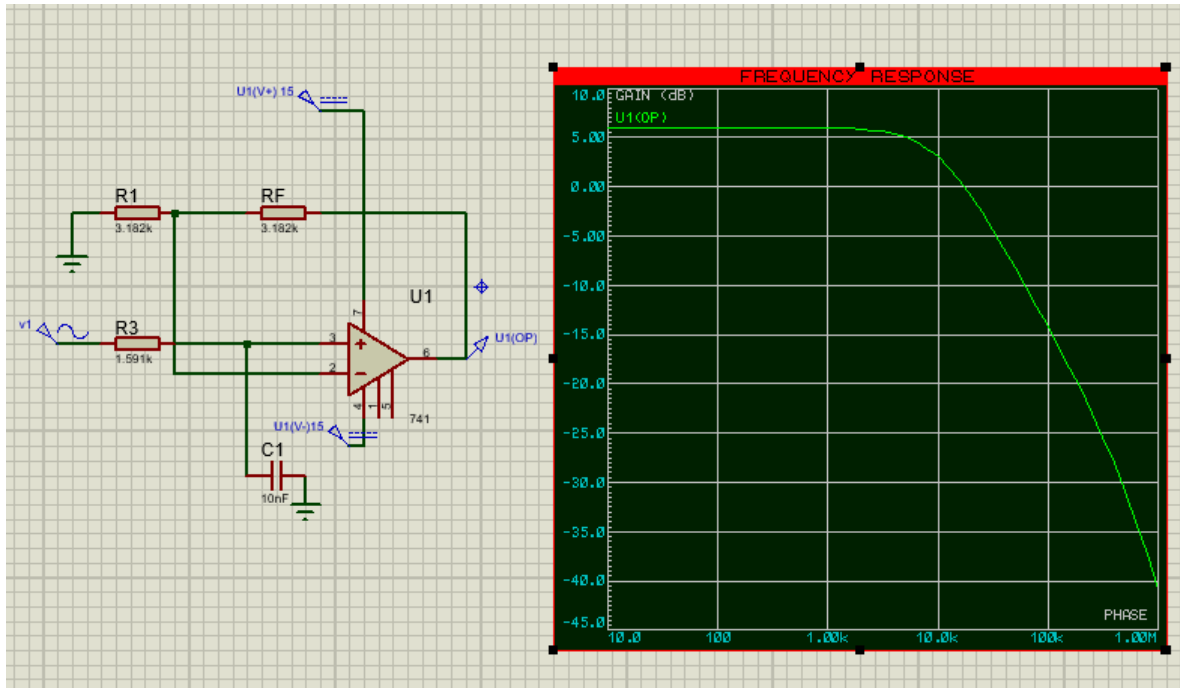 U1(V+) 15
R1
3.182k
RF
3.182k
U1
v1
R3
1.591k
3
2
7
6
4
1
5
741
U1(OP)
U1(V-)15
C1
10nF
FREQUENCY RESPONSE
GAIN (dB)
U1(OP)
10.0
5.00
0.00
-5.00
-10.0
-15.0
-20.0
-25.0
-30.0
-35.0
-40.0
-45.0
PHASE
10.0 100 1.00k 10.0k 100k 1.00M